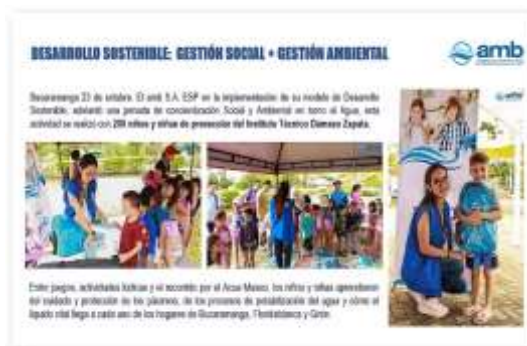 DESARROLLO SOSTENIBLE: GESTIÓN SOCIAL + GESTIÓN AMBIENTAL
amb
Bucaramanga 23 de octubre. El amb S.A. ESP en la implementación de su modelo de Desarrollo
Sostenible, adelantó una jornada de concientización Social y Ambiental en torno al Agua, esta
actividad se realizó con 200 niños y niñas de preescolar del Instituto Técnico Dámaso Zapata.
Entre juegos, actividades lúdicas y el recorrido por el Acua Museo, los niños y niñas aprendieron
del cuidado y protección de los páramos, de los procesos de potabilización del agua y cómo el
líquido vital llega a cada uno de los hogares de Bucaramanga, Floridablanca y Girón.